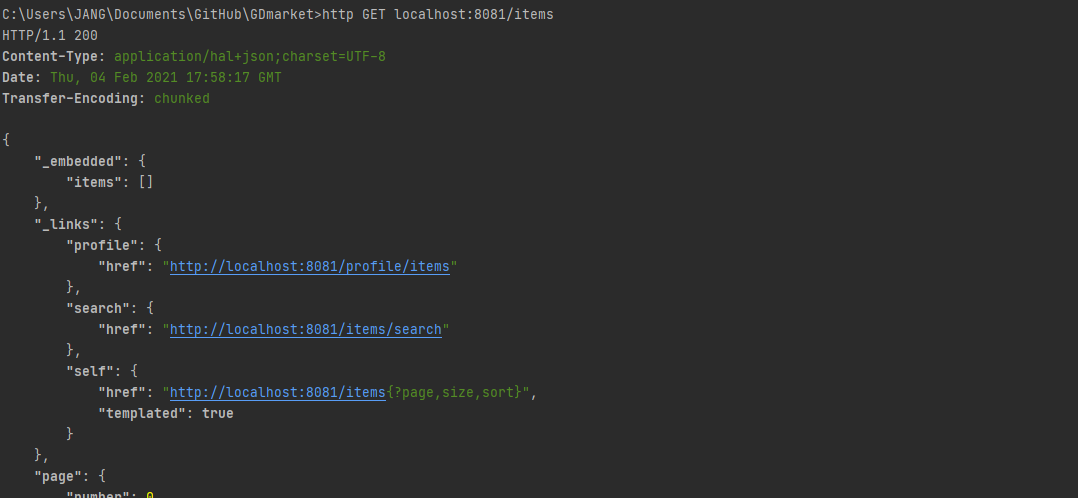 C:\Users\JANG\Documents\GitHub\GDmarket>http GET localhost:8081/items
HTTP/1.1 200
Content-Type: application/hal+json;charset=UTF-8
Date: Thu, 04 Feb 2021 17:58:17 GMT
Transfer-Encoding: chunked
{
"_embedded": {
"items": []
},
"_links": {
"profile": {
"href": "http://localhost:8081/profile/items"
},
"search": {
"href": "http://localhost:8081/items/search"
},
"self": {
"href": "http://localhost:8081/items{?page,size,sort}",
"templated": true
}
},
"page": {
"number": 0